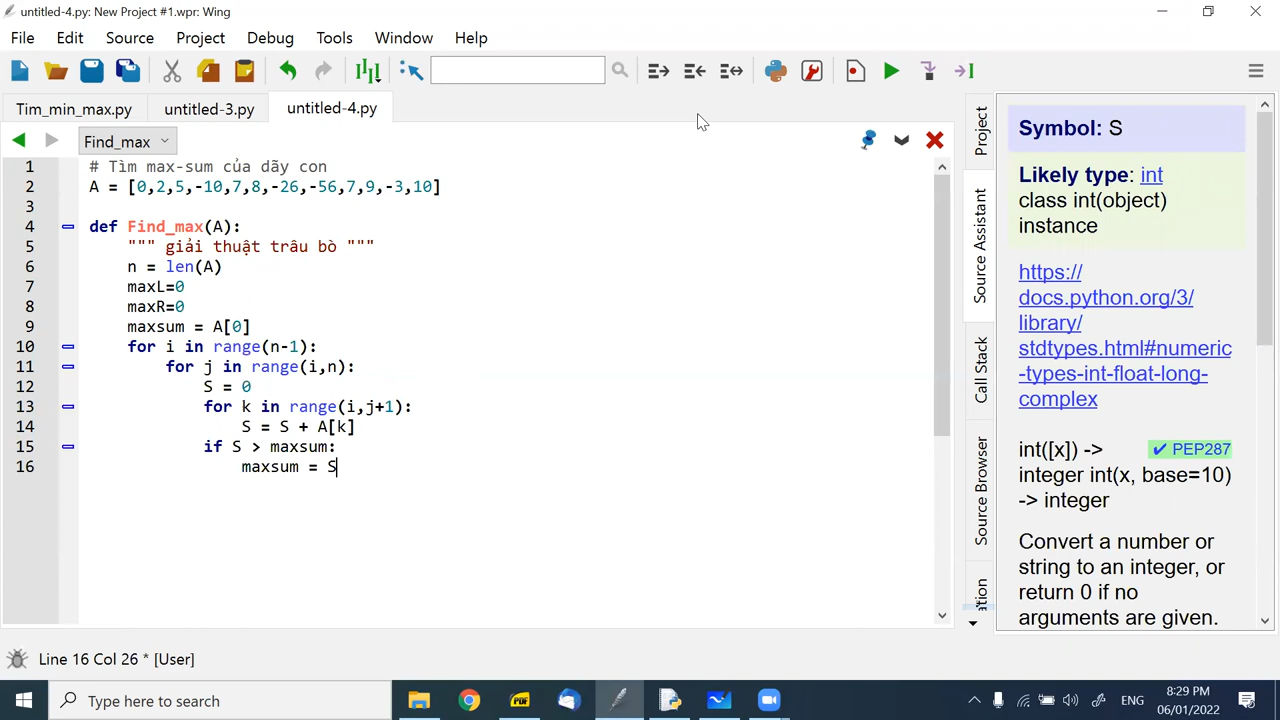 untitled-4.py: New Project #1.wpr: Wing
File Edit Source Project Debug Tools Window Help
Tim_min_max.py untitled-3.py untitled-4.py
Find_max
1 # Tìm max-sum của dãy con
2 A = [0,2,5,-10,7,8,-26,-56,7,9,-3,10]
3
4 def Find_max(A):
5 """ giải thuật trâu bò """
6 n = len(A)
7 maxL=0
8 maxR=0
9 maxsum = A[0]
10 for i in range(n-1):
11 for j in range(i,n):
12 S = 0
13 for k in range(i,j+1):
14 S = S + A[k]
15 if S > maxsum:
16 maxsum = S
Project
Source Assistant
Call Stack
Source Browser
ation
Symbol: S
Likely type: int
class int(object)
instance
https://
docs.python.org/3/
library/
stdtypes.html#numeric
-types-int-float-long-
complex
int([x]) -> ✔ PEP287
integer int(x, base=10)
-> integer
Convert a number or
string to an integer, or
return 0 if no
arguments are given.
Line 16 Col 26 * [User]
Type here to search
PDF
ENG
8:29 PM
06/01/2022